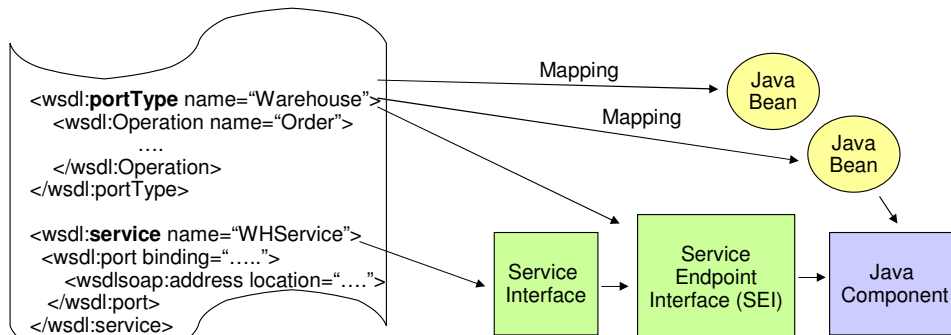 <wsdl:portType name=“Warehouse”>
<wsdl:Operation name=“Order”>
….
</wsdl:Operation>
</wsdl:portType>
<wsdl:service name=“WHService”>
<wsdl:port binding=“…..”>
<wsdlsoap:address location=“….”>
</wsdl:port>
</wsdl:service>
Mapping
Mapping
Java
Bean
Java
Bean
Service
Interface
Service
Endpoint
Interface (SEI)
Java
Component